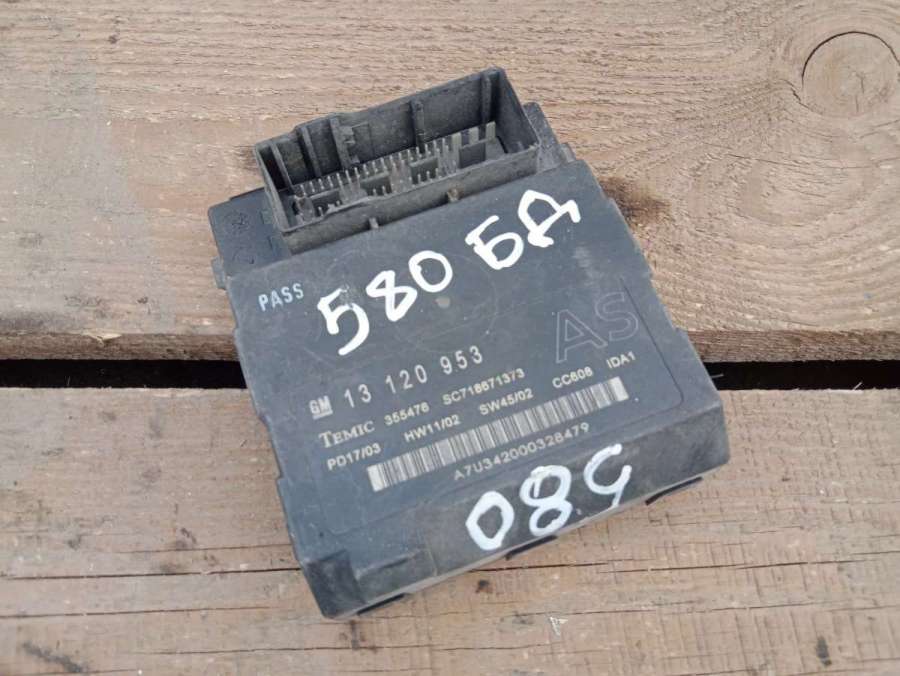 PASS
580 БД
AS
GM 13 120 953
TEMIC 355476 SC718671373
PD17/03 HW11/02 SW45/02 CC608 IDA1
A7U342000328479
580